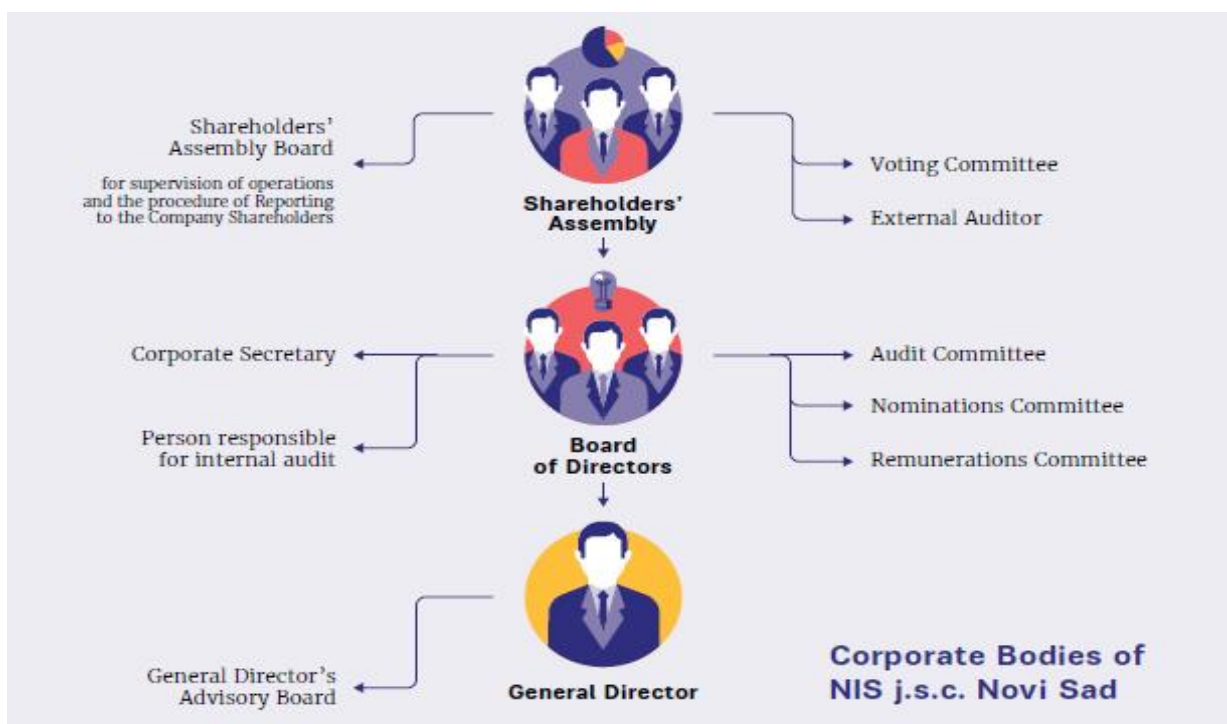 Shareholders'
Assembly Board
for supervision of operations
and the procedure of Reporting
to the Company Shareholders
Shareholders'
Assembly
Voting Committee
External Auditor
Corporate Secretary
Person responsible
for internal audit
Board
of Directors
Audit Committee
Nominations Committee
Remunerations Committee
General Director's
Advisory Board
General Director
Corporate Bodies of
NIS j.s.c. Novi Sad